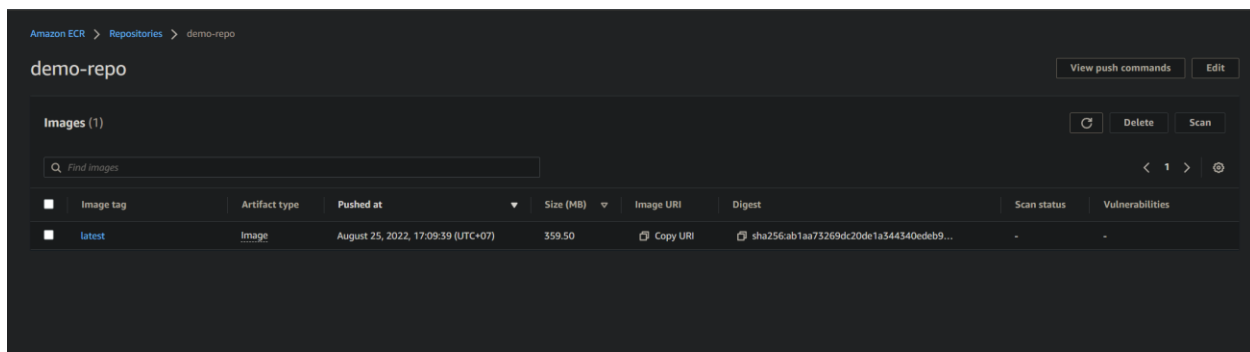 Amazon ECR > Repositories > demo-repo
demo-repo
View push commands
Edit
Images (1)
Delete
Scan
Find images
< 1 >
Image tag Artifact type Pushed at Size (MB) Image URI Digest Scan status Vulnerabilities
latest Image August 25, 2022, 17:09:39 (UTC+07) 359.50 Copy URI sha256:ab1aa73269dc20de1a344340edeb9... - -